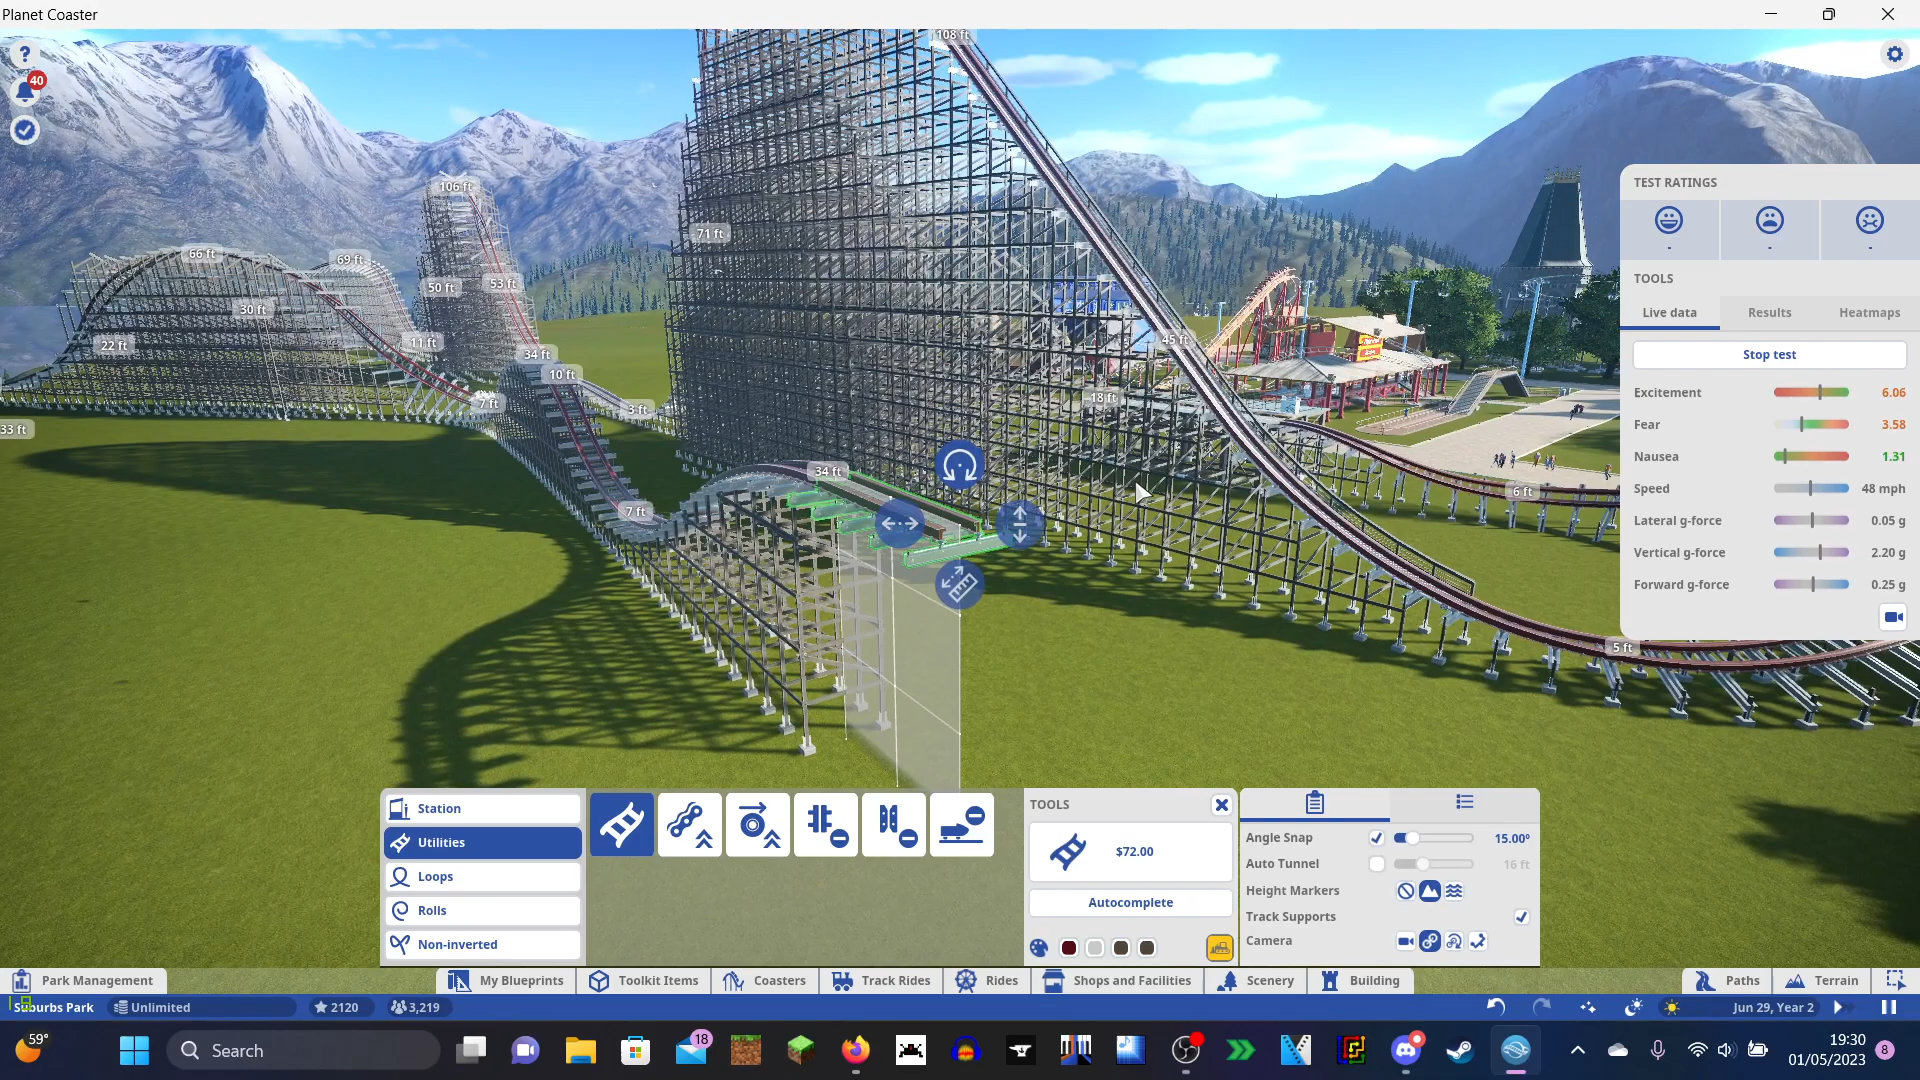 Planet Coaster
?
40
108 ft
106 ft
71 ft
66 ft
69 ft
50 ft
53 ft
30 ft
22 ft
11 ft
34 ft
10 ft
7 ft
3 ft
33 ft
45 ft
18 ft
34 ft
7 ft
6 ft
5 ft
TEST RATINGS
- - -
TOOLS
Live data Results Heatmaps
Stop test
Excitement 6.06
Fear 3.58
Nausea 1.31
Speed 48 mph
Lateral g-force 0.05 g
Vertical g-force 2.20 g
Forward g-force 0.25 g
Station
Utilities
Loops
Rolls
Non-inverted
TOOLS
$72.00
Autocomplete
Angle Snap 15.00°
Auto Tunnel 16 ft
Height Markers
Track Supports
Camera
Park Management My Blueprints Toolkit Items Coasters Track Rides Rides Shops and Facilities Scenery Building Paths Terrain
Suburbs Park Unlimited 2120 3,219 Jun 29, Year 2
59°
Search
18
19:30
01/05/2023
8